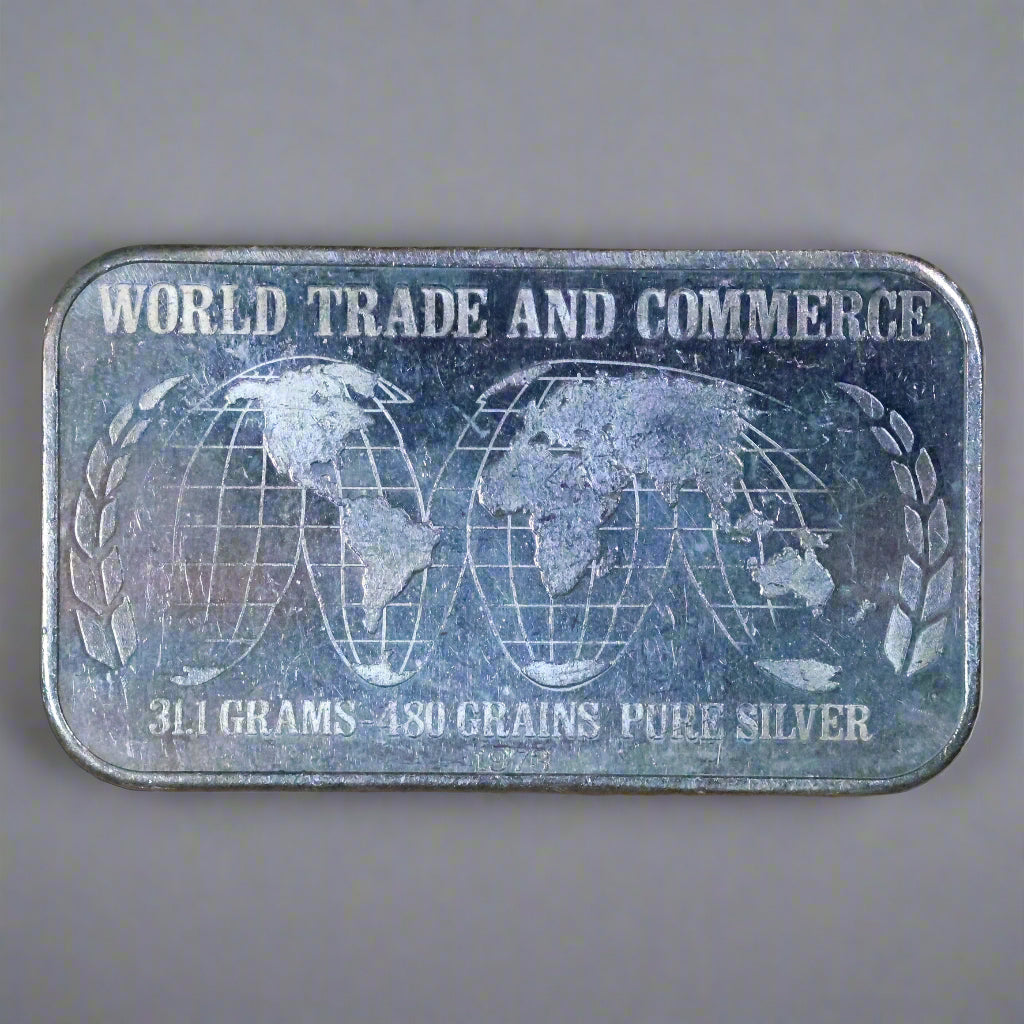 WORLD TRADE AND COMMERCE
31.1 GRAMS-480 GRAINS PURE SILVER